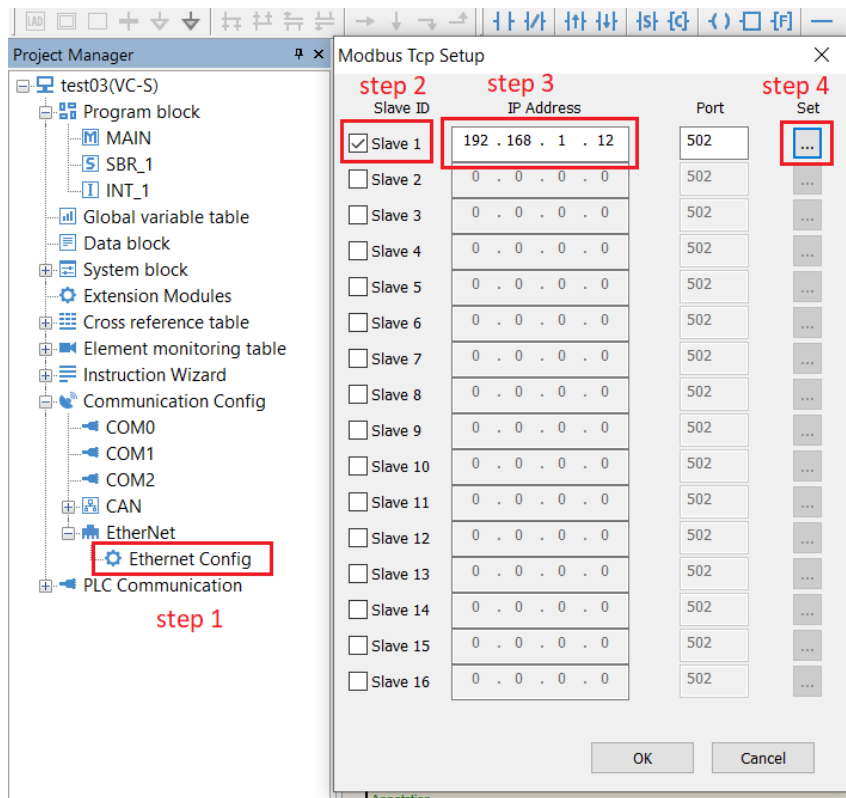 LAD
S
C
F
Project Manager
test03(VC-S)
Program block
M MAIN
S SBR_1
I INT_1
Global variable table
Data block
System block
Extension Modules
Cross reference table
Element monitoring table
Instruction Wizard
Communication Config
COM0
COM1
COM2
CAN
EtherNet
Ethernet Config
PLC Communication
step 1
Modbus Tcp Setup
step 2 step 3 step 4
Slave ID IP Address Port Set
Slave 1 192 . 168 . 1 . 12 502 ...
Slave 2 0 . 0 . 0 . 0 502 ...
Slave 3 0 . 0 . 0 . 0 502 ...
Slave 4 0 . 0 . 0 . 0 502 ...
Slave 5 0 . 0 . 0 . 0 502 ...
Slave 6 0 . 0 . 0 . 0 502 ...
Slave 7 0 . 0 . 0 . 0 502 ...
Slave 8 0 . 0 . 0 . 0 502 ...
Slave 9 0 . 0 . 0 . 0 502 ...
Slave 10 0 . 0 . 0 . 0 502 ...
Slave 11 0 . 0 . 0 . 0 502 ...
Slave 12 0 . 0 . 0 . 0 502 ...
Slave 13 0 . 0 . 0 . 0 502 ...
Slave 14 0 . 0 . 0 . 0 502 ...
Slave 15 0 . 0 . 0 . 0 502 ...
Slave 16 0 . 0 . 0 . 0 502 ...
OK Cancel